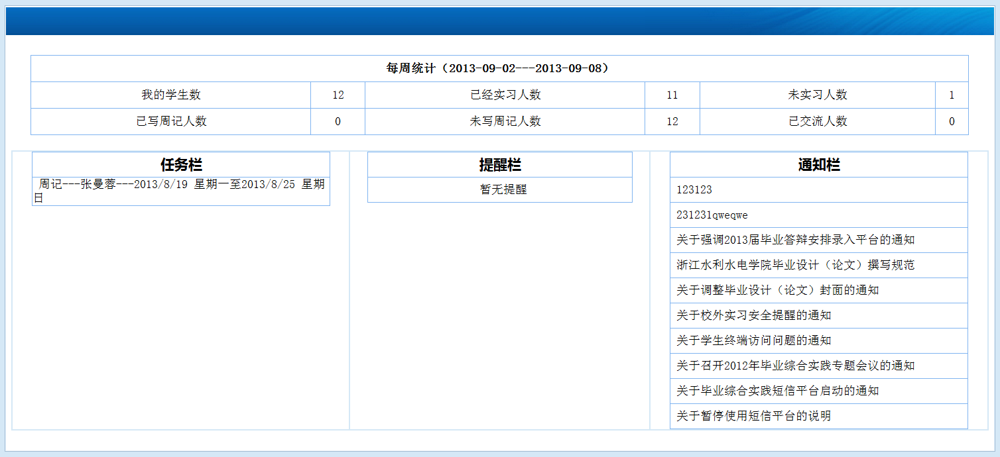 每周统计（2013-09-02---2013-09-08）
我的学生数 12 已经实习人数 11 未实习人数 1
已写周记人数 0 未写周记人数 12 已交流人数 0
任务栏
周记---张曼蓉---2013/8/19 星期一至2013/8/25 星期
日
提醒栏
暂无提醒
通知栏
123123
231231qweqwe
关于强调2013届毕业答辩安排录入平台的通知
浙江水利水电学院毕业设计（论文）撰写规范
关于调整毕业设计（论文）封面的通知
关于校外实习安全提醒的通知
关于学生终端访问问题的通知
关于召开2012年毕业综合实践专题会议的通知
关于毕业综合实践短信平台启动的通知
关于暂停使用短信平台的说明